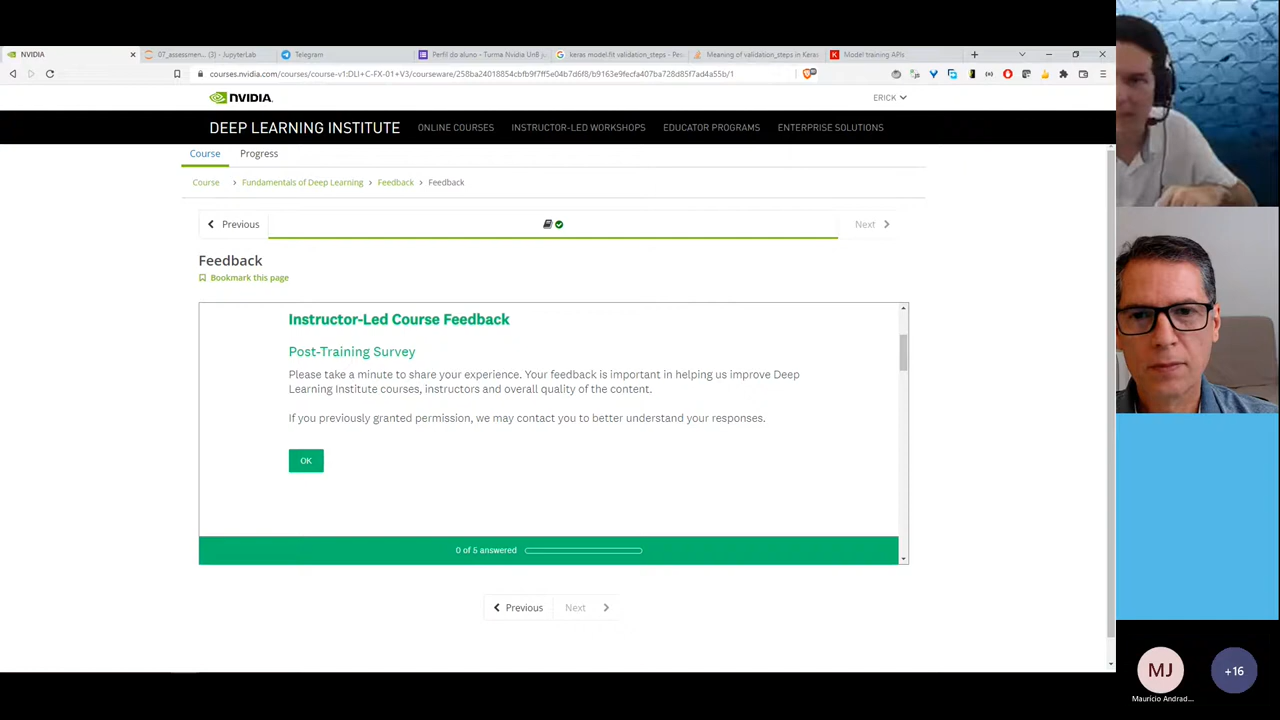 NVIDIA
07_assessmen... (3) - JupyterLab
Telegram
Perfil do aluno - Turma Nvidia UnB
keras model.fit validation_steps - Pes
Meaning of validation_steps in Keras
Model training APIs
courses.nvidia.com/courses/course-v1:DLI+C-FX-01+V3/courseware/258ba24018854cbfb9f7ff5e04b7d6f8/b9163e9fecfa407ba728d85f7ad4a55b/1
NVIDIA.
ERICK
DEEP LEARNING INSTITUTE
ONLINE COURSES
INSTRUCTOR-LED WORKSHOPS
EDUCATOR PROGRAMS
ENTERPRISE SOLUTIONS
Course
Progress
Course > Fundamentals of Deep Learning > Feedback > Feedback
Previous
Next
Feedback
Bookmark this page
Instructor-Led Course Feedback
Post-Training Survey
Please take a minute to share your experience. Your feedback is important in helping us improve Deep
Learning Institute courses, instructors and overall quality of the content.
If you previously granted permission, we may contact you to better understand your responses.
OK
0 of 5 answered
Previous
Next
MJ
+16
Maurício Andrad...